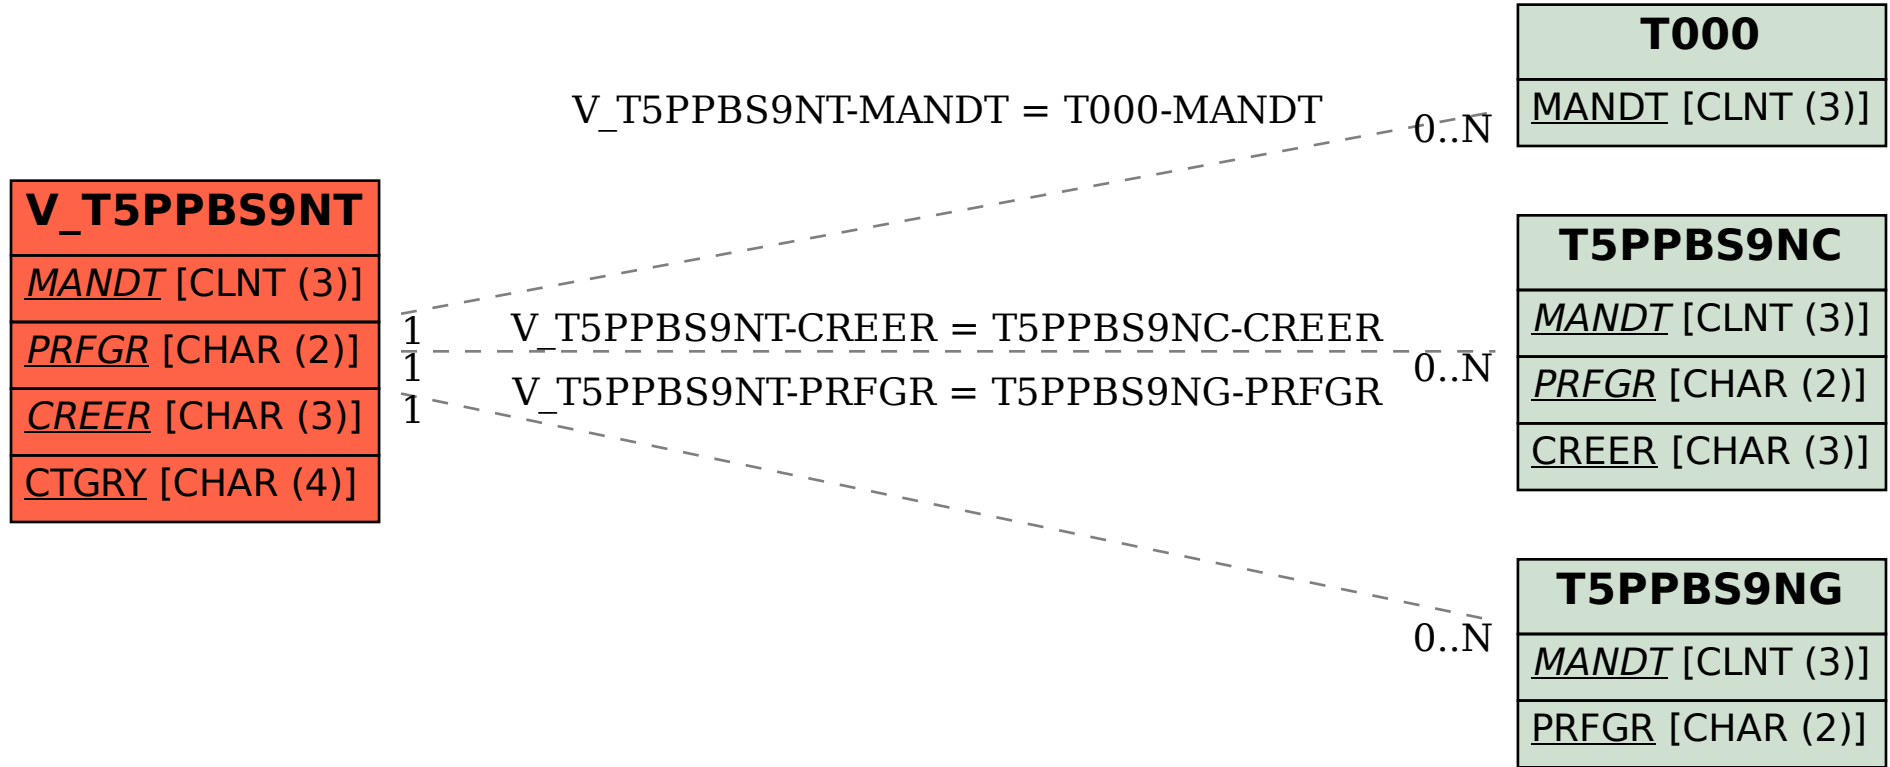 V_T5PPBS9NT
MANDT [CLNT (3)]
PRFGR [CHAR (2)]
CREER [CHAR (3)]
CTGRY [CHAR (4)]
V_T5PPBS9NT-MANDT = T000-MANDT
0..N
1
V_T5PPBS9NT-CREER = T5PPBS9NC-CREER
0..N
1
V_T5PPBS9NT-PRFGR = T5PPBS9NG-PRFGR
0..N
1
T000
MANDT [CLNT (3)]
T5PPBS9NC
MANDT [CLNT (3)]
PRFGR [CHAR (2)]
CREER [CHAR (3)]
T5PPBS9NG
MANDT [CLNT (3)]
PRFGR [CHAR (2)]